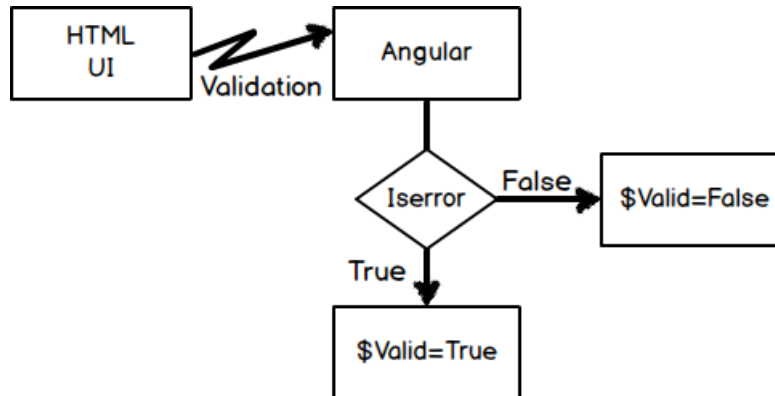 HTML
UI
Validation
Angular
Iserror
False
$Valid=False
True
$Valid=True